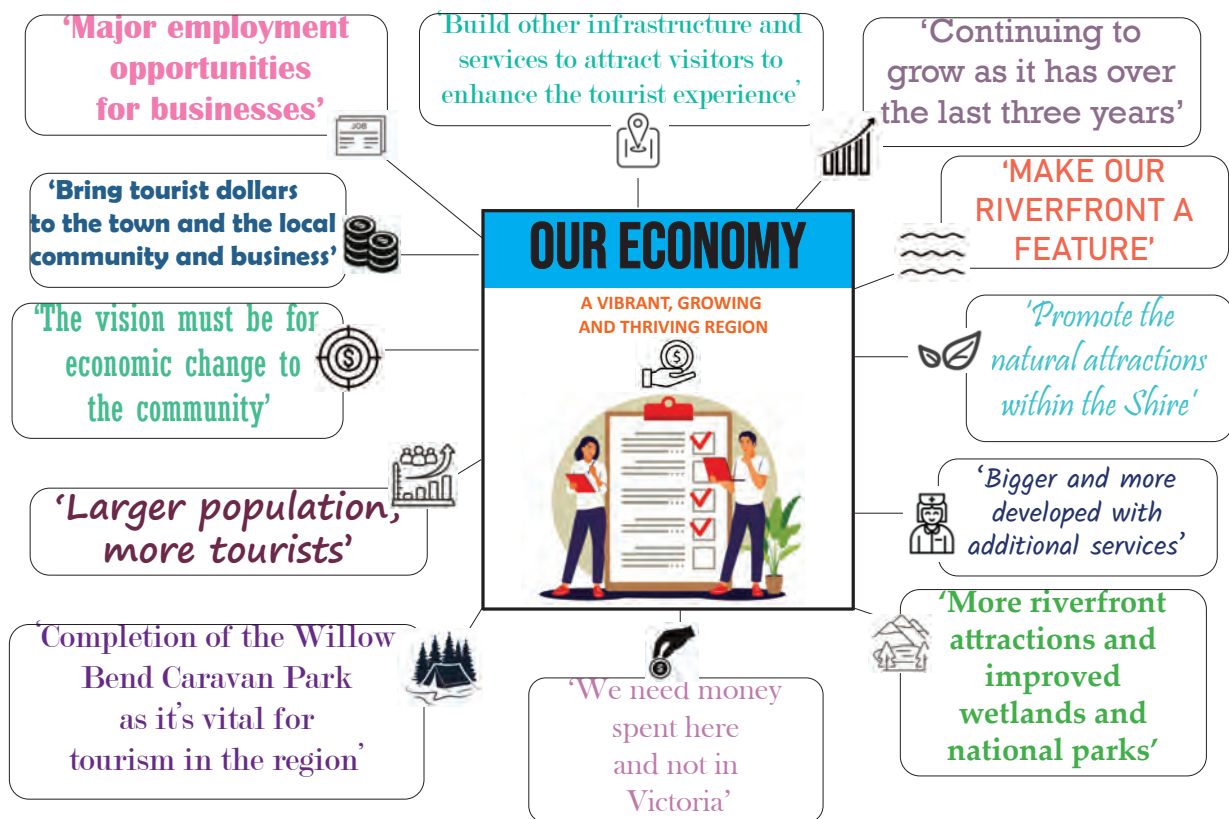 ‘Major employment
opportunities
for businesses’
‘Build other infrastructure and
services to attract visitors to
enhance the tourist experience’
‘Continuing to
grow as it has over
the last three years’
JOB
‘Bring tourist dollars
to the town and the local
community and business’
OUR ECONOMY
A VIBRANT, GROWING
AND THRIVING REGION
‘MAKE OUR
RIVERFRONT A
FEATURE’
‘The vision must be for
economic change to
the community’
‘Promote the
natural attractions
within the Shire’
‘Larger population,
more tourists’
‘Bigger and more
developed with
additional services’
‘Completion of the Willow
Bend Caravan Park
as it’s vital for
tourism in the region’
‘We need money
spent here
and not in
Victoria’
‘More riverfront
attractions and
improved
wetlands and
national parks’